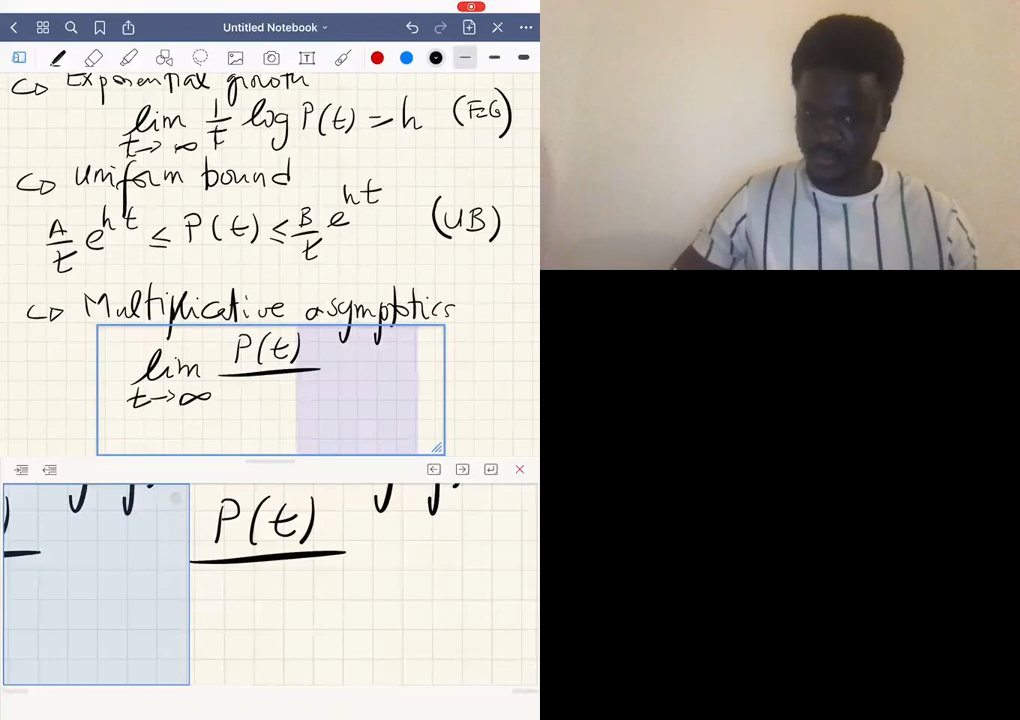 Untitled Notebook
T
⊂⊃ Exponential growth
lim t→∞ 1/t log P(t) = h (EG)
⊂⊃ Uniform bound
A/t e^{ht} ≤ P(t) ≤ B/t e^{ht} (UB)
⊂⊃ Multiplicative asymptotics
lim t→∞ P(t)
P(t)